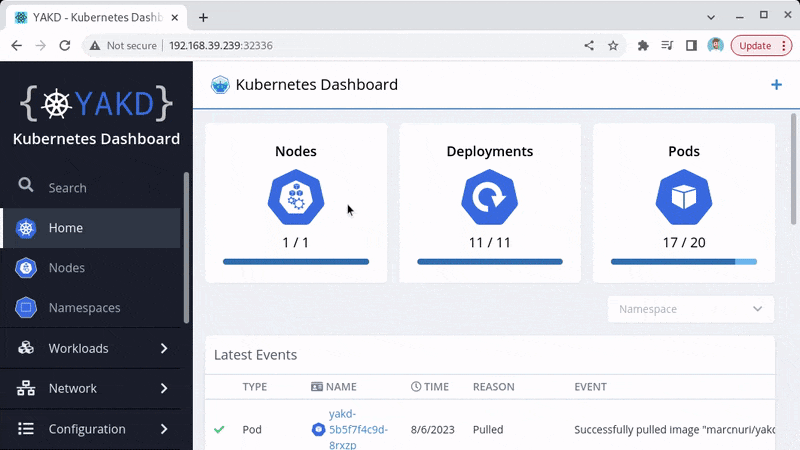 YAKD - Kubernetes Dashb
Not secure
192.168.39.239:32336
Update
{YAKD}
Kubernetes Dashboard
Search
Home
Nodes
Namespaces
Workloads
Network
Configuration
Kubernetes Dashboard
Nodes
1 / 1
Deployments
11 / 11
Pods
17 / 20
Namespace
Latest Events
TYPE NAME TIME REASON EVENT
yakd-
Pod 5b5f7f4c9d- 8/6/2023 Pulled Successfully pulled image "marcnuri/yakd
8rxzp